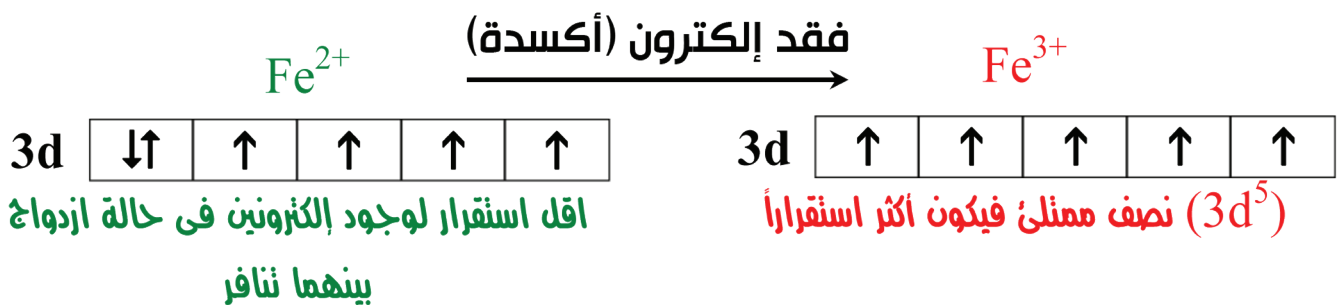 فقد إلكترون (أكسدة)
Fe²⁺
Fe³⁺
3d ↓↑ ↑ ↑ ↑ ↑
3d ↑ ↑ ↑ ↑ ↑
اقل استقرار لوجود إلكترونين فى حالة ازدواج
بينهما تنافر
(3d⁵) نصف ممتلئ فيكون أكثر استقراراً